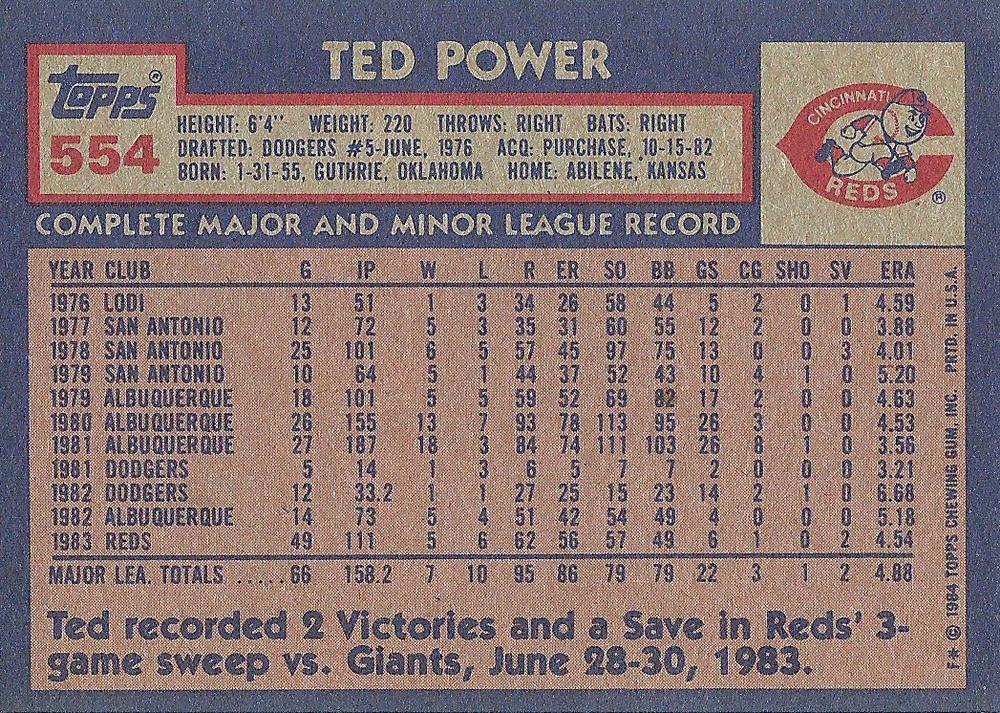 TED POWER
Topps®
554
HEIGHT: 6'4" WEIGHT: 220 THROWS: RIGHT BATS: RIGHT
DRAFTED: DODGERS #5-JUNE, 1976 ACQ: PURCHASE, 10-15-82
BORN: 1-31-55, GUTHRIE, OKLAHOMA HOME: ABILENE, KANSAS
CINCINNATI
REDS
®
COMPLETE MAJOR AND MINOR LEAGUE RECORD
YEAR CLUB G IP W L R ER SO BB GS CG SHO SV ERA
1976 LODI 13 51 1 3 34 26 58 44 5 2 0 1 4.59
1977 SAN ANTONIO 12 72 5 3 35 31 60 55 12 2 0 0 3.88
1978 SAN ANTONIO 25 101 6 5 57 45 97 75 13 0 0 3 4.01
1979 SAN ANTONIO 10 64 5 1 44 37 52 43 10 4 1 0 5.20
1979 ALBUQUERQUE 18 101 5 5 59 52 69 82 17 2 0 0 4.63
1980 ALBUQUERQUE 26 155 13 7 93 78 113 95 26 3 0 0 4.53
1981 ALBUQUERQUE 27 187 18 3 84 74 111 103 26 8 1 0 3.56
1981 DODGERS 5 14 1 3 6 5 7 7 2 0 0 0 3.21
1982 DODGERS 12 33.2 1 1 27 25 15 23 14 2 1 0 6.68
1982 ALBUQUERQUE 14 73 5 4 51 42 54 49 4 0 0 0 5.18
1983 REDS 49 111 5 6 62 56 57 49 6 1 0 2 4.54
MAJOR LEA. TOTALS .....66 158.2 7 10 95 86 79 79 22 3 1 2 4.88
Ted recorded 2 Victories and a Save in Reds' 3-
game sweep vs. Giants, June 28-30, 1983.
F* © 1984 TOPPS CHEWING GUM, INC. PRTD. IN U.S.A.